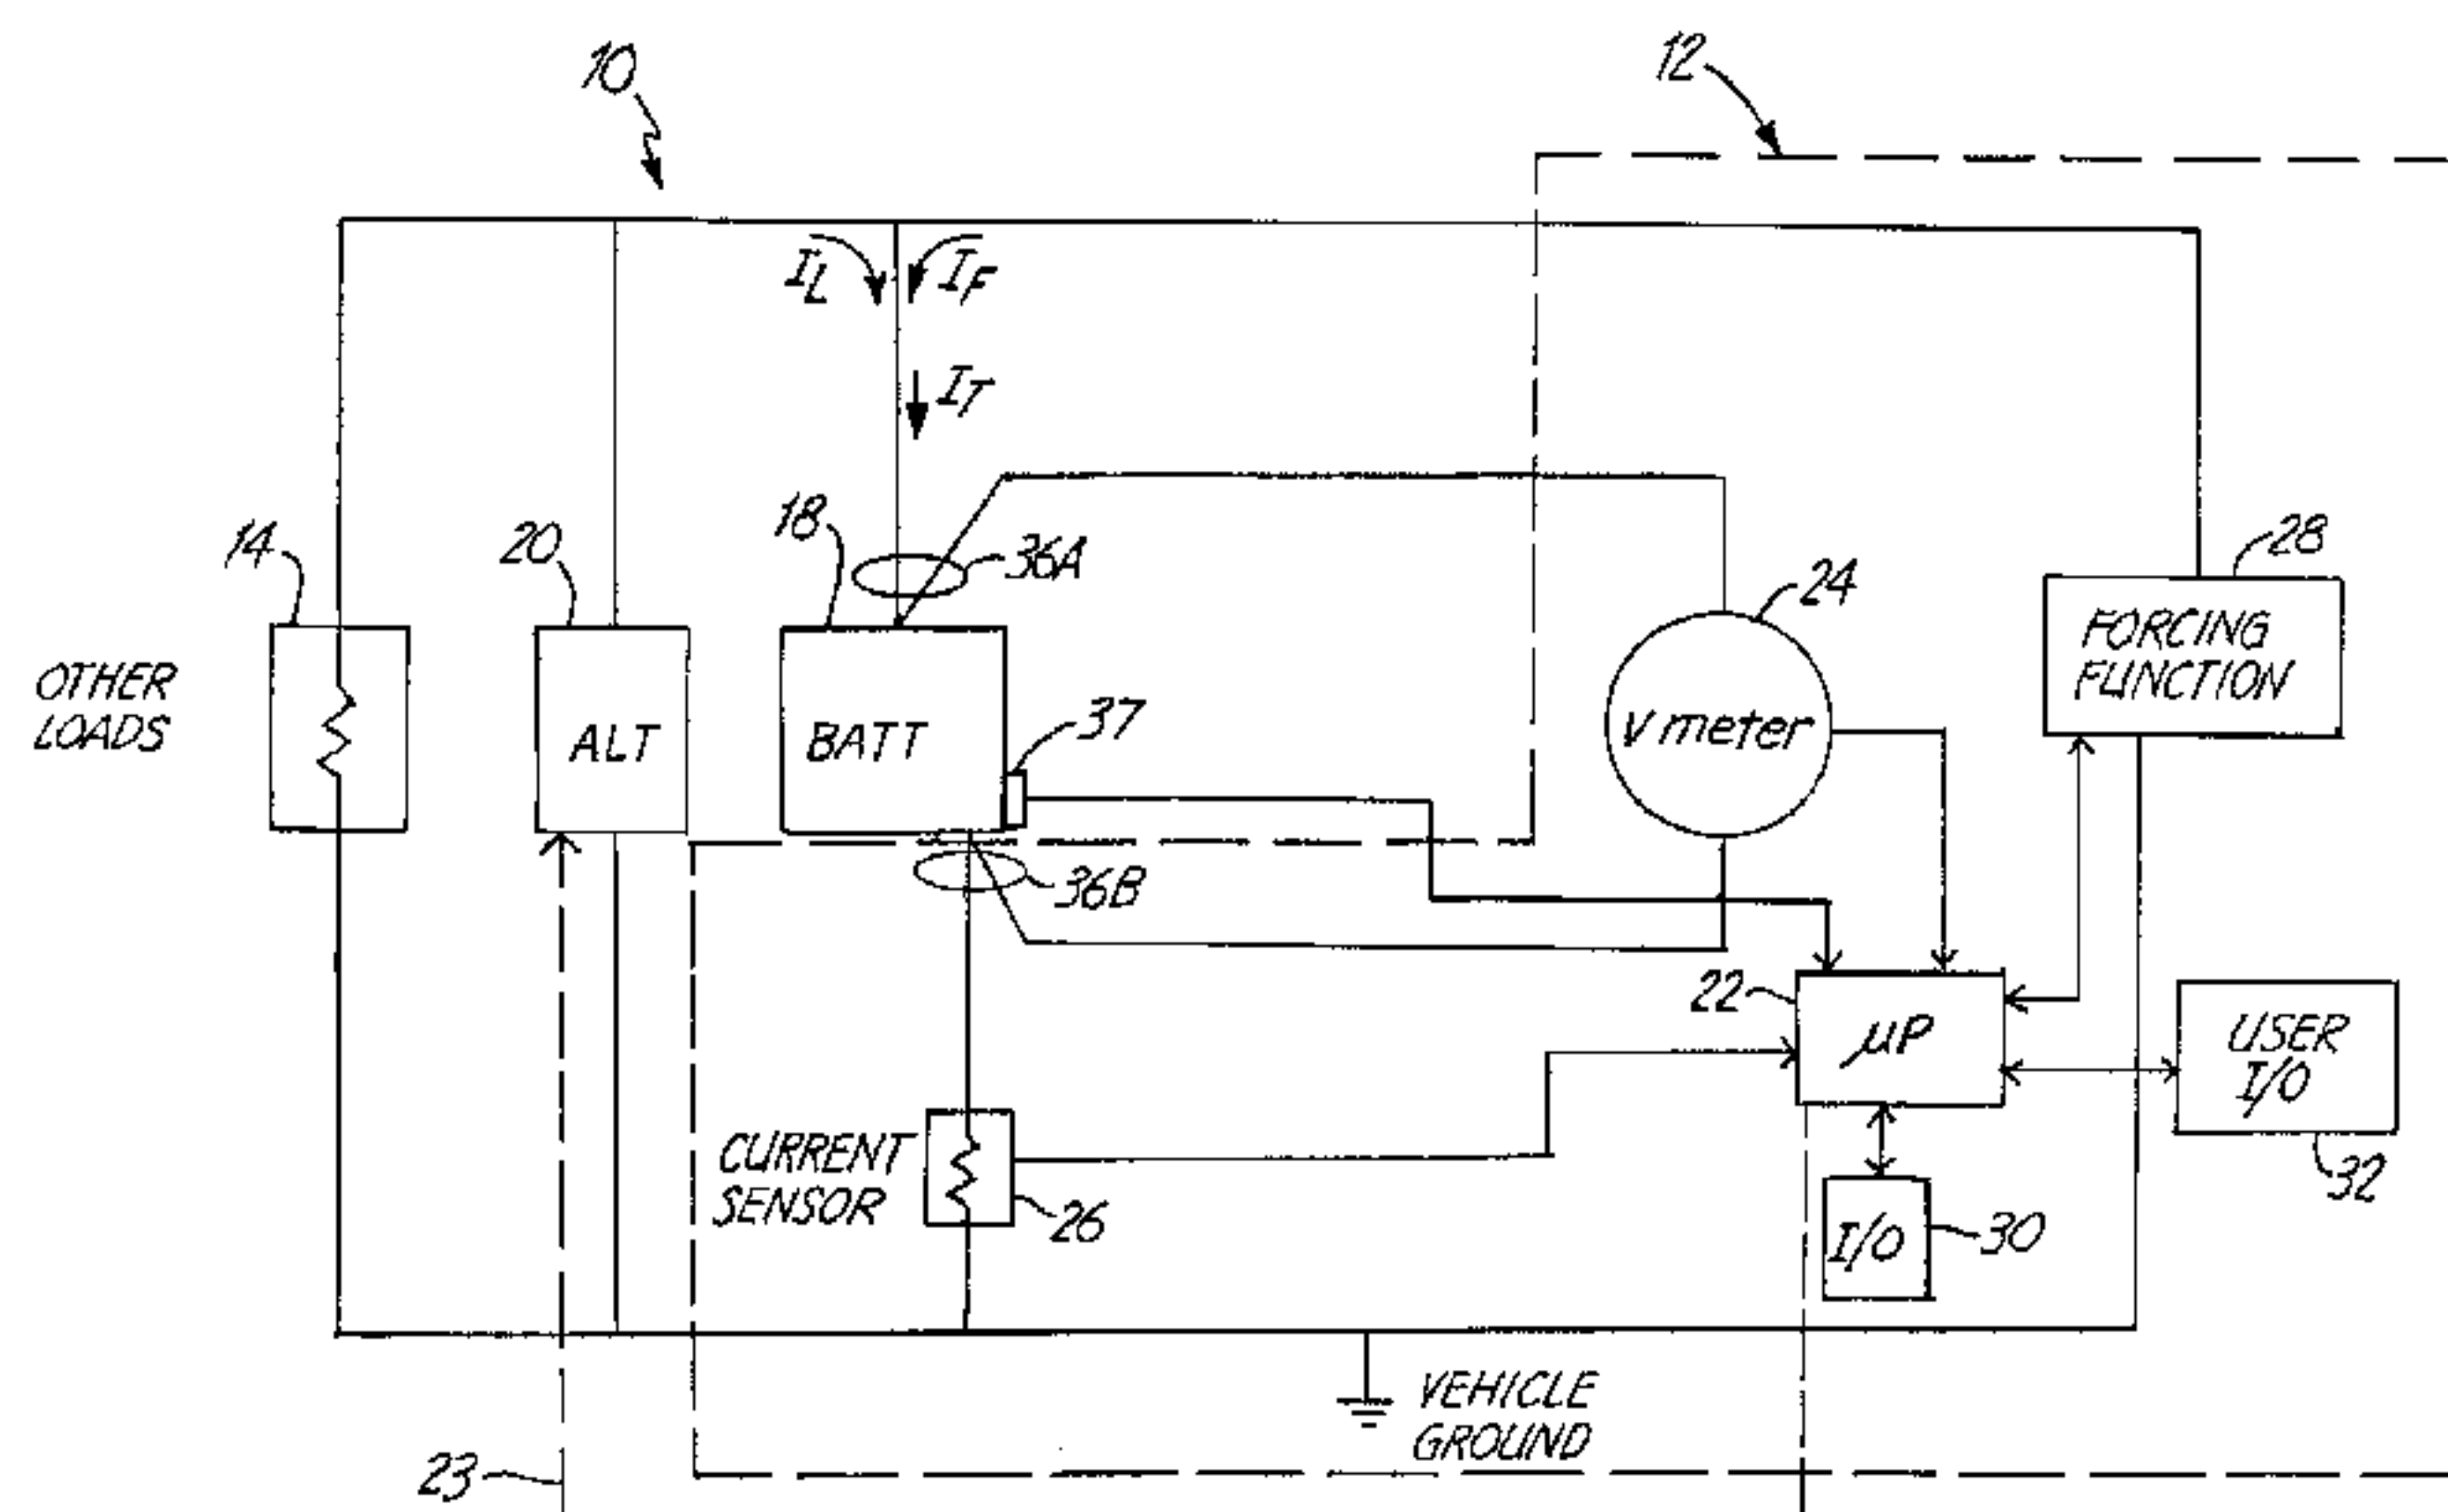 10
12
I_L
I_F
I_T
14
20
18
36A
28
24
OTHER
LOADS
ALT
BATT
37
V meter
FORCING
FUNCTION
36B
22
μP
USER
I/O
32
CURRENT
SENSOR
26
I/O
30
VEHICLE
GROUND
23